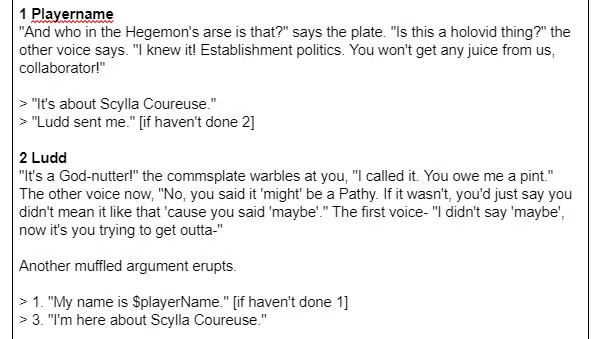 1 Playername
"And who in the Hegemon's arse is that?" says the plate. "Is this a holovid thing?" the
other voice says. "I knew it! Establishment politics. You won't get any juice from us,
collaborator!"
> "It's about Scylla Coureuse."
> "Ludd sent me." [if haven't done 2]
2 Ludd
"It's a God-nutter!" the commsplate warbles at you, "I called it. You owe me a pint."
The other voice now, "No, you said it 'might' be a Pathy. If it wasn't, you'd just say you
didn't mean it like that 'cause you said 'maybe'." The first voice- "I didn't say 'maybe',
now it's you trying to get outta-"
Another muffled argument erupts.
> 1. "My name is $playerName." [if haven't done 1]
> 3. "I'm here about Scylla Coureuse."